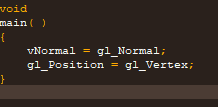 void
main( )
{
    vNormal = gl_Normal;
    gl_Position = gl_Vertex;
}